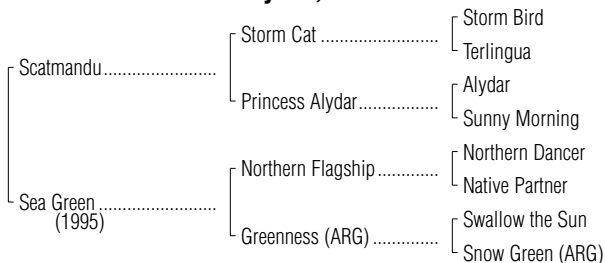 Storm Bird
Storm Cat ........................
Terlingua
Scatmandu .......................
Alydar
Princess Alydar ................
Sunny Morning
Northern Dancer
Northern Flagship .............
Native Partner
Sea Green ........................
(1995)
Swallow the Sun
Greenness (ARG) .............
Snow Green (ARG)